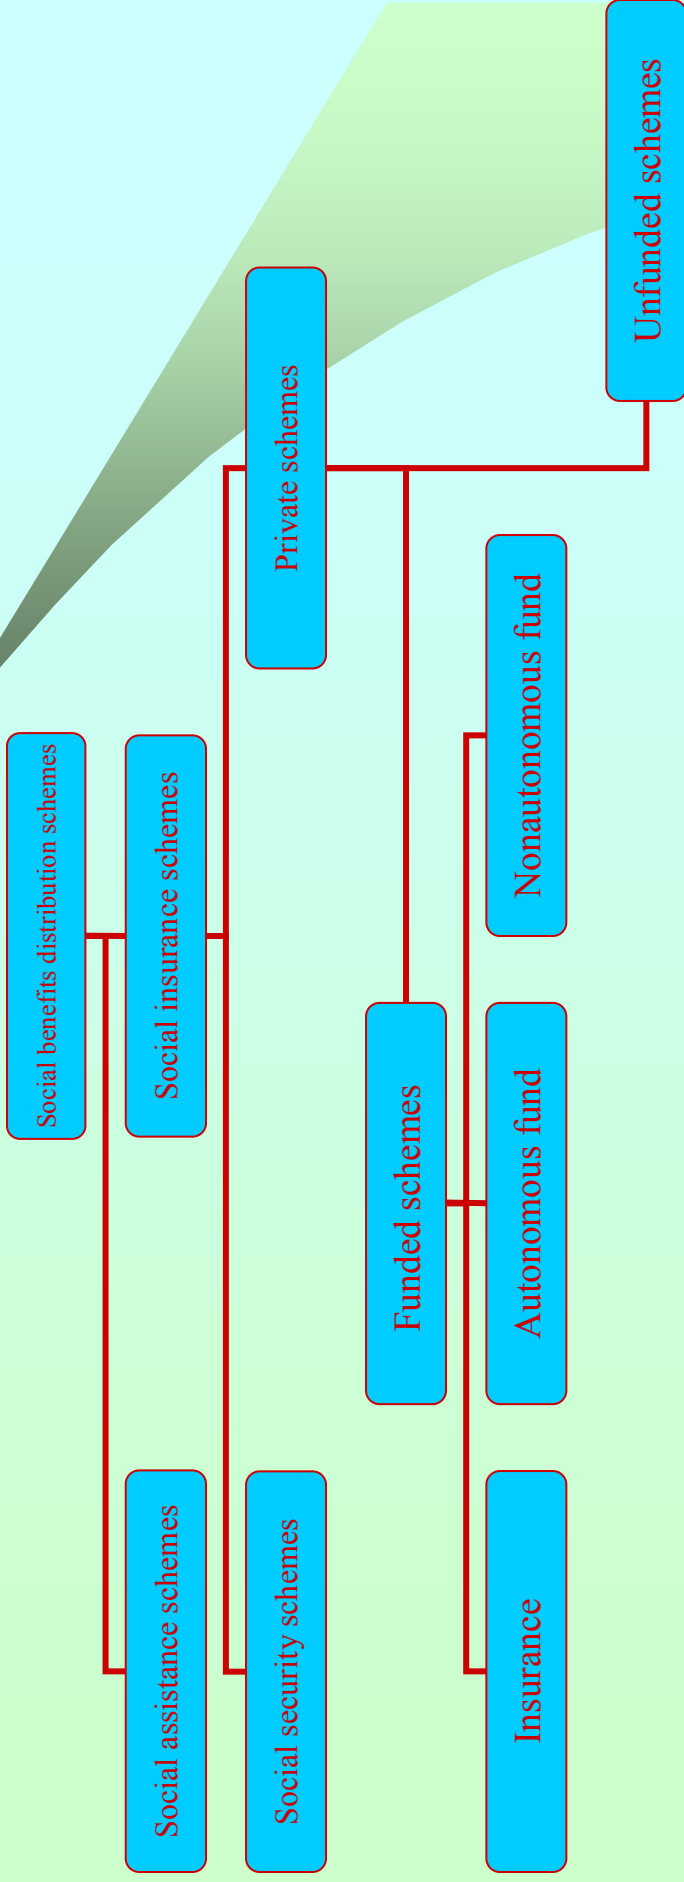 Social benefits distribution schemes
Social assistance schemes
Social insurance schemes
Social security schemes
Private schemes
Funded schemes
Insurance
Autonomous fund
Nonautonomous fund
Unfunded schemes